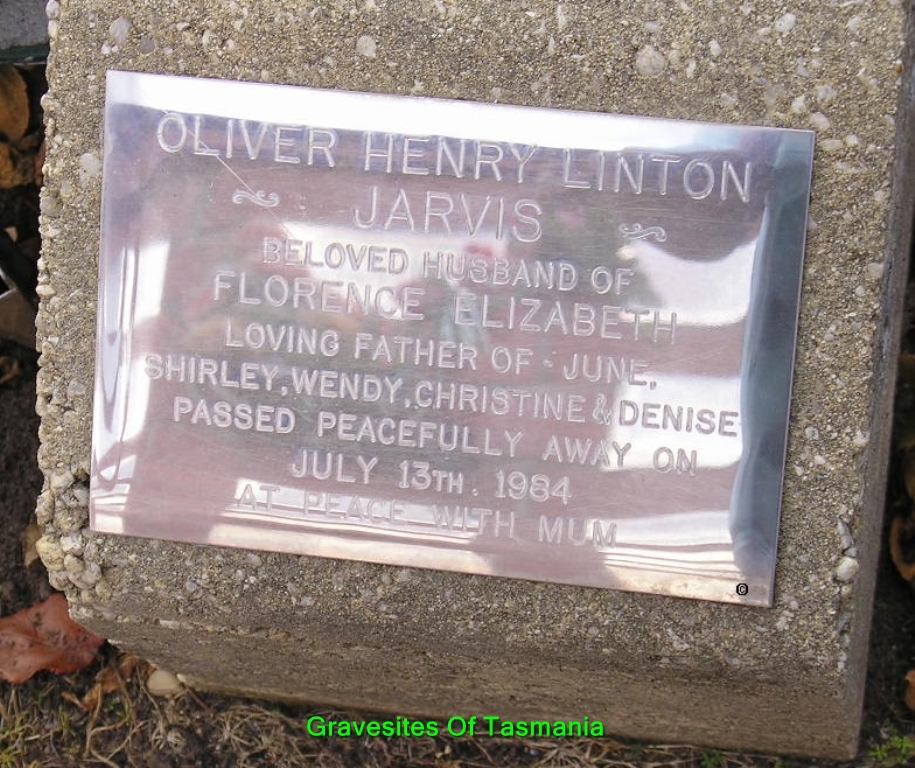 OLIVER HENRY LINTON
JARVIS
BELOVED HUSBAND OF
FLORENCE ELIZABETH
LOVING FATHER OF - JUNE,
SHIRLEY, WENDY, CHRISTINE & DENISE
PASSED PEACEFULLY AWAY ON
JULY 13TH. 1984
AT PEACE WITH MUM
©
Gravesites Of Tasmania